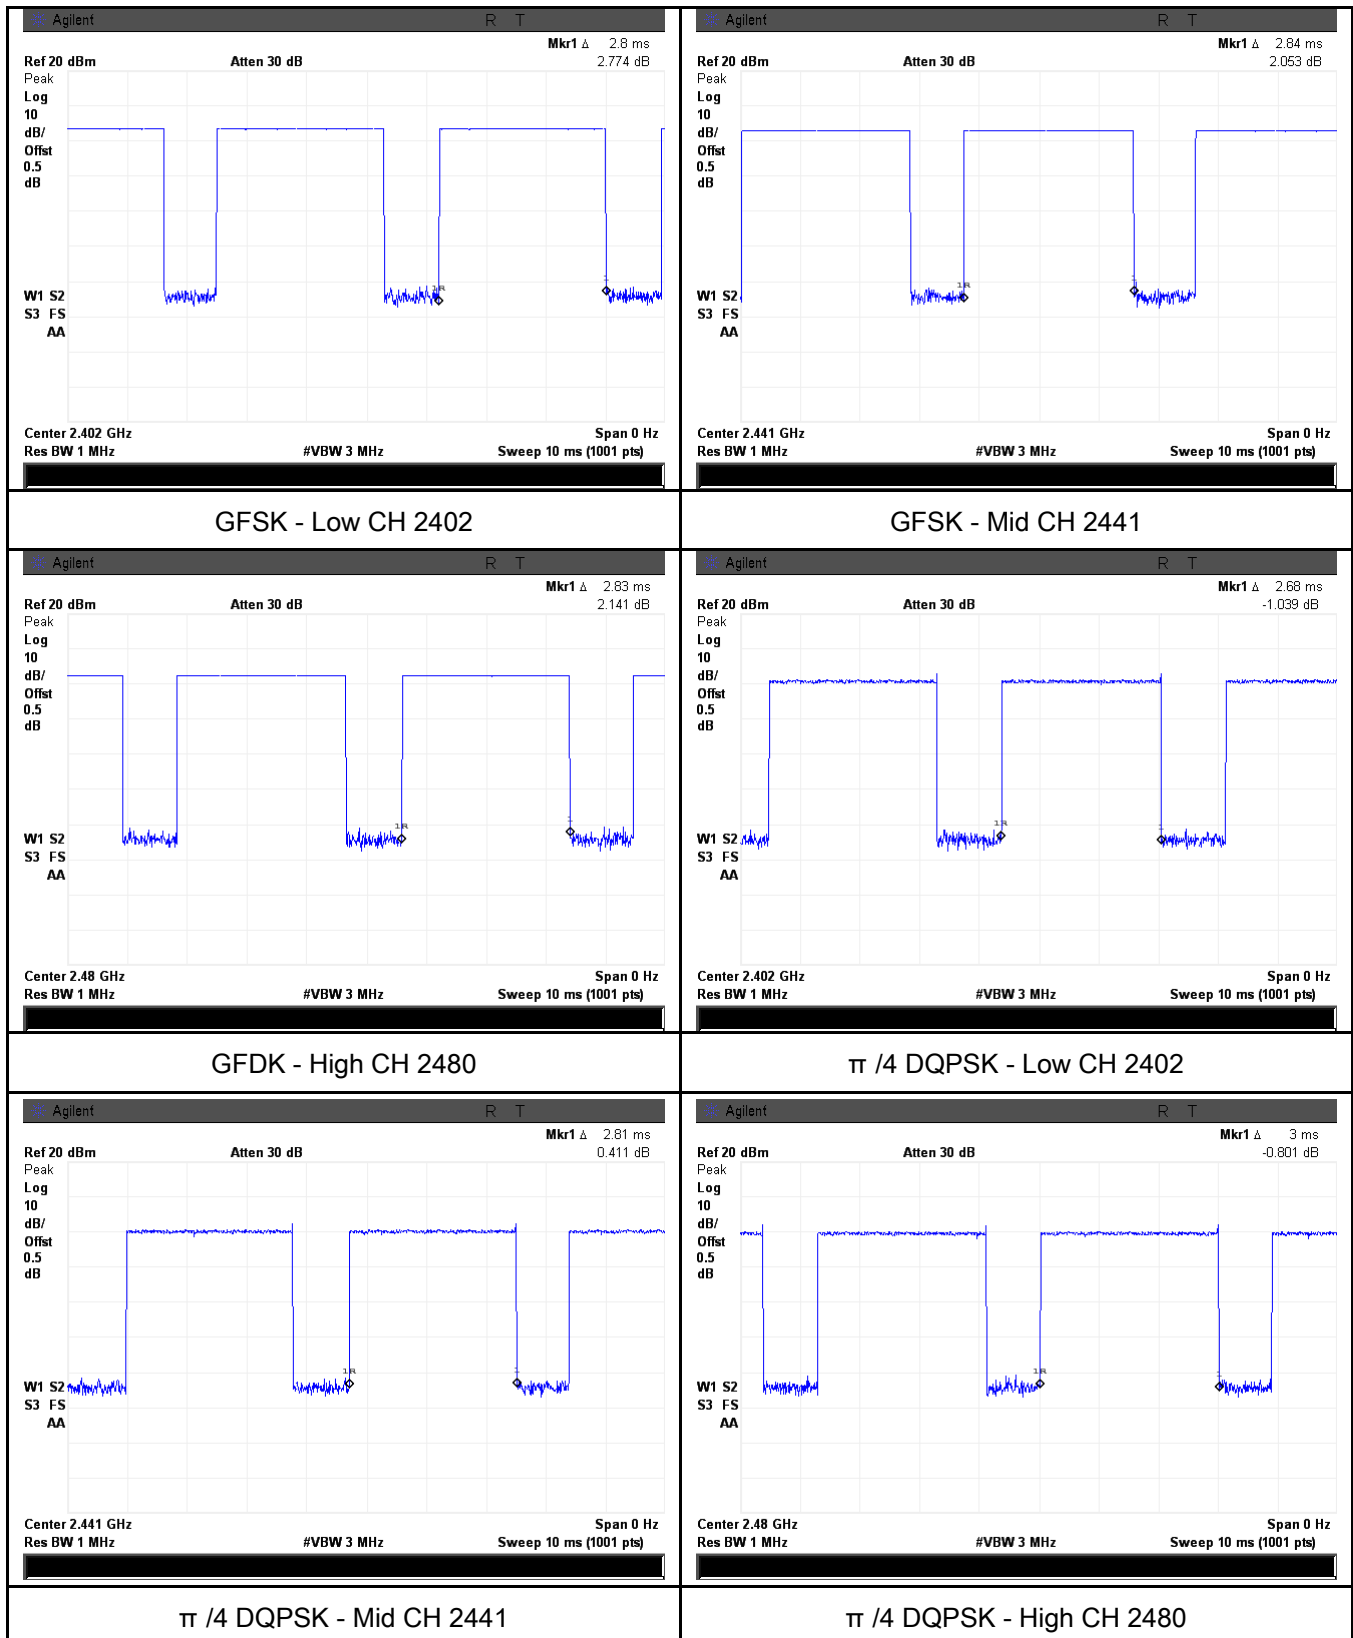 Agilent R T
Mkr1 Δ 2.8 ms
Ref 20 dBm Atten 30 dB 2.774 dB
Peak
Log
10
dB/
Offst
0.5
dB
1R
1
W1 S2
S3 FS
AA
Center 2.402 GHz Span 0 Hz
Res BW 1 MHz #VBW 3 MHz Sweep 10 ms (1001 pts)
GFSK - Low CH 2402
Agilent R T
Mkr1 Δ 2.84 ms
Ref 20 dBm Atten 30 dB 2.053 dB
Peak
Log
10
dB/
Offst
0.5
dB
1R
1
W1 S2
S3 FS
AA
Center 2.441 GHz Span 0 Hz
Res BW 1 MHz #VBW 3 MHz Sweep 10 ms (1001 pts)
GFSK - Mid CH 2441
Agilent R T
Mkr1 Δ 2.83 ms
Ref 20 dBm Atten 30 dB 2.141 dB
Peak
Log
10
dB/
Offst
0.5
dB
1R
1
W1 S2
S3 FS
AA
Center 2.48 GHz Span 0 Hz
Res BW 1 MHz #VBW 3 MHz Sweep 10 ms (1001 pts)
GFDK - High CH 2480
Agilent R T
Mkr1 Δ 2.68 ms
Ref 20 dBm Atten 30 dB -1.039 dB
Peak
Log
10
dB/
Offst
0.5
dB
1R
1
W1 S2
S3 FS
AA
Center 2.402 GHz Span 0 Hz
Res BW 1 MHz #VBW 3 MHz Sweep 10 ms (1001 pts)
π /4 DQPSK - Low CH 2402
Agilent R T
Mkr1 Δ 2.81 ms
Ref 20 dBm Atten 30 dB 0.411 dB
Peak
Log
10
dB/
Offst
0.5
dB
1R
1
W1 S2
S3 FS
AA
Center 2.441 GHz Span 0 Hz
Res BW 1 MHz #VBW 3 MHz Sweep 10 ms (1001 pts)
π /4 DQPSK - Mid CH 2441
Agilent R T
Mkr1 Δ 3 ms
Ref 20 dBm Atten 30 dB -0.801 dB
Peak
Log
10
dB/
Offst
0.5
dB
1R
1
W1 S2
S3 FS
AA
Center 2.48 GHz Span 0 Hz
Res BW 1 MHz #VBW 3 MHz Sweep 10 ms (1001 pts)
π /4 DQPSK - High CH 2480